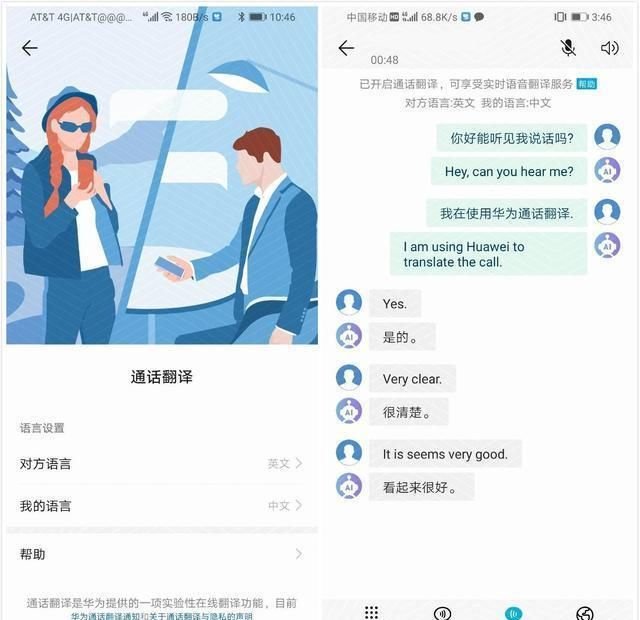 AT&T 4G|AT&T@@@... 180B/s 10:46
通话翻译
语言设置
对方语言 英文
我的语言 中文
帮助
通话翻译是华为提供的一项实验性在线翻译功能，目前
华为通话翻译通知和关于通话翻译与隐私的声明
中国移动 HD 4G 68.8K/s 3:46
00:48
已开启通话翻译，可享受实时语音翻译服务 帮助
对方语言:英文 我的语言:中文
你好能听见我说话吗?
AI
Hey, can you hear me?
我在使用华为通话翻译.
AI
I am using Huawei to
translate the call.
Yes.
AI
是的。
Very clear.
AI
很清楚。
It is seems very good.
AI
看起来很好。